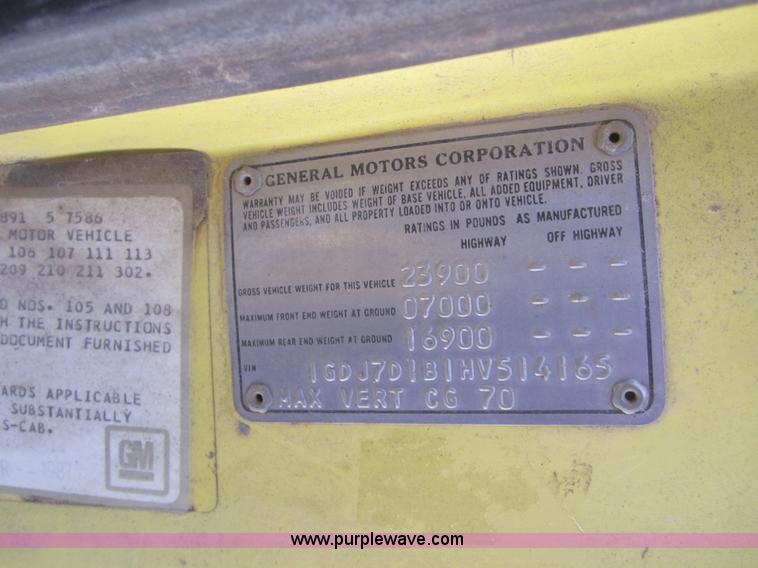 891 5 7586
MOTOR VEHICLE
106 107 111 113
209 210 211 302.
NOS. 105 AND 108
THE INSTRUCTIONS
DOCUMENT FURNISHED
APPLICABLE
SUBSTANTIALLY
S-CAB.
1987
GM
GENERAL MOTORS CORPORATION
WARRANTY MAY BE VOIDED IF WEIGHT EXCEEDS ANY OF RATINGS SHOWN. GROSS
VEHICLE WEIGHT INCLUDES WEIGHT OF BASE VEHICLE, ALL ADDED EQUIPMENT, DRIVER
AND PASSENGERS, AND ALL PROPERTY LOADED INTO OR ONTO VEHICLE.
RATINGS IN POUNDS AS MANUFACTURED
HIGHWAY OFF HIGHWAY
GROSS VEHICLE WEIGHT FOR THIS VEHICLE 23900 - - -
MAXIMUM FRONT END WEIGHT AT GROUND 07000 - - -
MAXIMUM REAR END WEIGHT AT GROUND 16900 - - -
VIN 1GDJ7D1B1HV514165
MAX VERT CG 70
www.purplewave.com